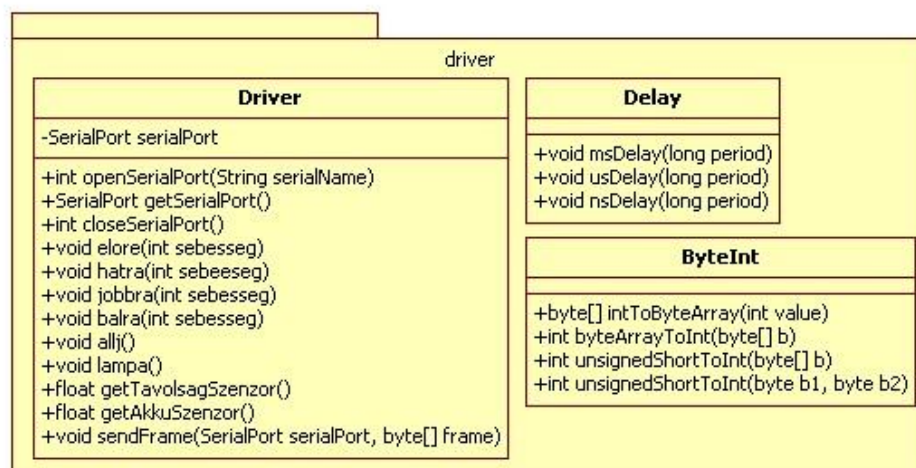 driver
Driver
-SerialPort serialPort
+int openSerialPort(String serialName)
+SerialPort getSerialPort()
+int closeSerialPort()
+void elore(int sebesseg)
+void hatra(int sebeeseg)
+void jobbra(int sebesseg)
+void balra(int sebesseg)
+void allj()
+void lampa()
+float getTavolsagSzenzor()
+float getAkkuSzenzor()
+void sendFrame(SerialPort serialPort, byte[] frame)
Delay
+void msDelay(long period)
+void usDelay(long period)
+void nsDelay(long period)
ByteInt
+byte[] intToByteArray(int value)
+int byteArrayToInt(byte[] b)
+int unsignedShortToInt(byte[] b)
+int unsignedShortToInt(byte b1, byte b2)